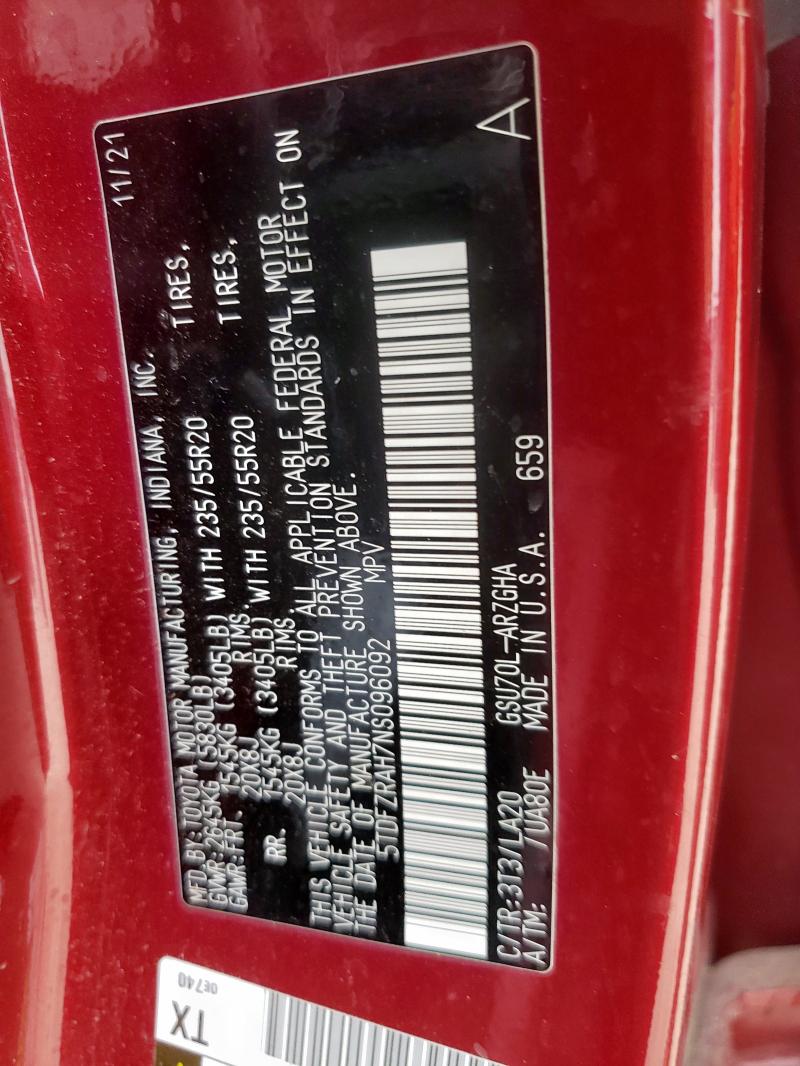 MFD.BY:TOYOTA MOTOR MANUFACTURING, INDIANA, INC. 11/21
GVWR:2645KG (5830LB)
GAWR:FRT 1545KG (3405LB) WITH 235/55R20 TIRES,
20X8J RIMS,
RR. 1545KG (3405LB) WITH 235/55R20 TIRES,
20X8J RIMS.
THIS VEHICLE CONFORMS TO ALL APPLICABLE FEDERAL MOTOR
VEHICLE SAFETY AND THEFT PREVENTION STANDARDS IN EFFECT ON
THE DATE OF MANUFACTURE SHOWN ABOVE.
5TDFZRAH7NS096092 MPV
C/TR:3T3/LA20 GSU70L-ARZGHA
A/TM: /UA80E MADE IN U.S.A. 659 A
TX
0E740